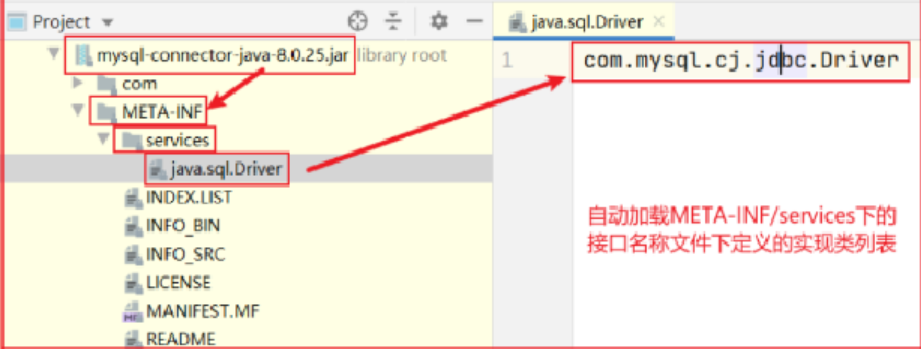 Project
mysql-connector-java-8.0.25.jar library root
com
META-INF
services
java.sql.Driver
INDEX.LIST
INFO_BIN
INFO_SRC
LICENSE
MANIFEST.MF
README
java.sql.Driver
1 com.mysql.cj.jdbc.Driver
自动加载META-INF/services下的
接口名称文件下定义的实现类列表